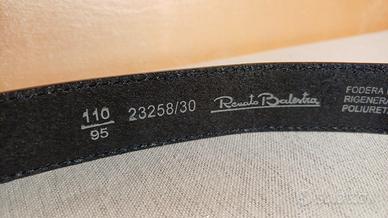 110
95
23258/30
Renato Balestra
FODERA
RIGENERA
POLIURET